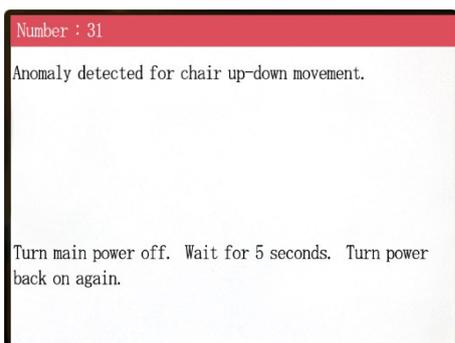 Number : 31
Anomaly detected for chair up-down movement.
Turn main power off. Wait for 5 seconds. Turn power
back on again.